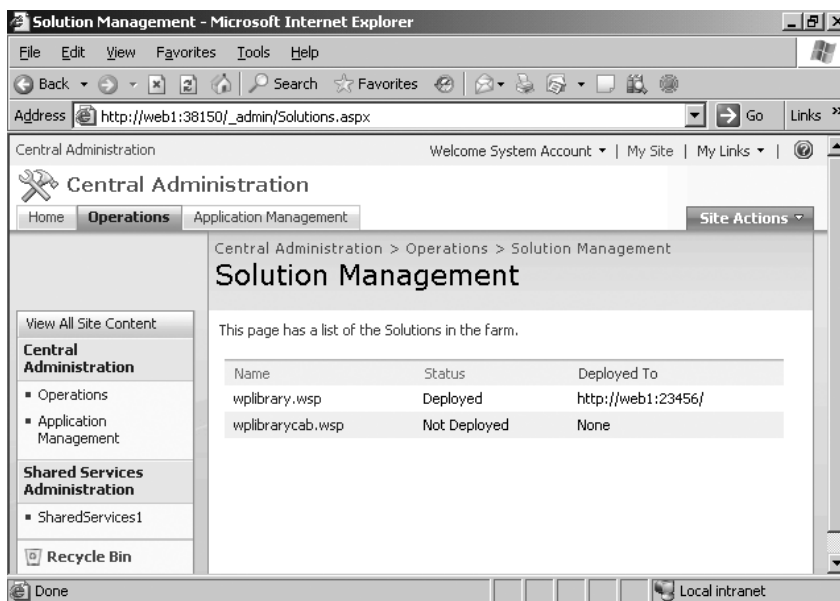 Solution Management - Microsoft Internet Explorer
File Edit View Favorites Tools Help
Back Search Favorites
Address http://web1:38150/_admin/Solutions.aspx Go Links »
Central Administration Welcome System Account | My Site | My Links |
Central Administration
Home Operations Application Management Site Actions
Central Administration > Operations > Solution Management
Solution Management
View All Site Content
Central
Administration
Operations
Application
Management
Shared Services
Administration
SharedServices1
Recycle Bin
This page has a list of the Solutions in the farm.
Name Status Deployed To
wplibrary.wsp Deployed http://web1:23456/
wplibrarycab.wsp Not Deployed None
Done Local intranet